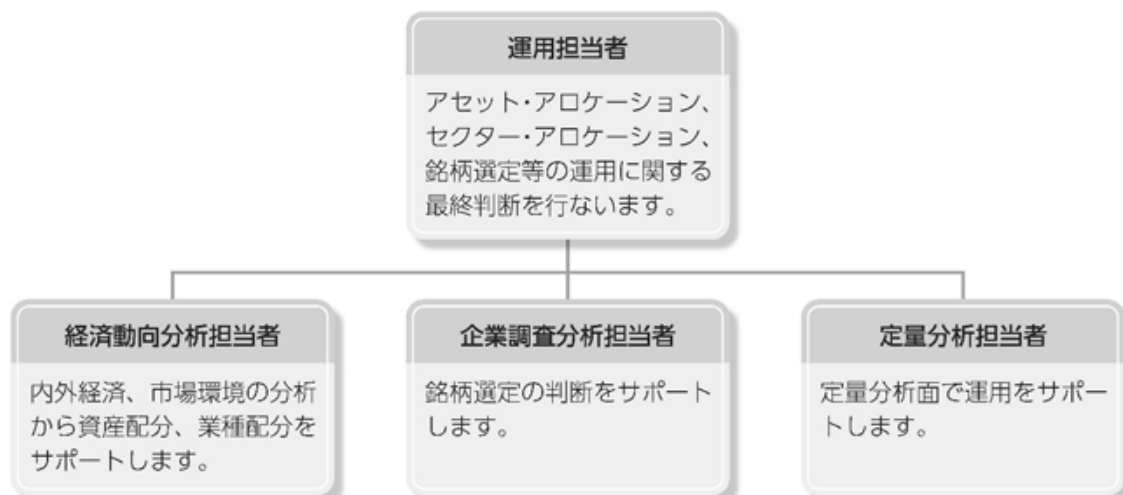 運用担当者
アセット・アロケーション、
セクター・アロケーション、
銘柄選定等の運用に関する
最終判断を行ないます。
経済動向分析担当者
内外経済、市場環境の分析
から資産配分、業種配分を
サポートします。
企業調査分析担当者
銘柄選定の判断をサポート
します。
定量分析担当者
定量分析面で運用をサポー
トします。